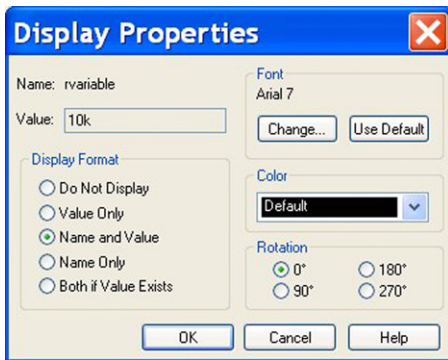 Display Properties
Name: rvariable
Value: 10k
Font
Arial 7
Change... Use Default
Display Format
Do Not Display
Value Only
Name and Value
Name Only
Both if Value Exists
Color
Default
Rotation
0° 180°
90° 270°
OK Cancel Help